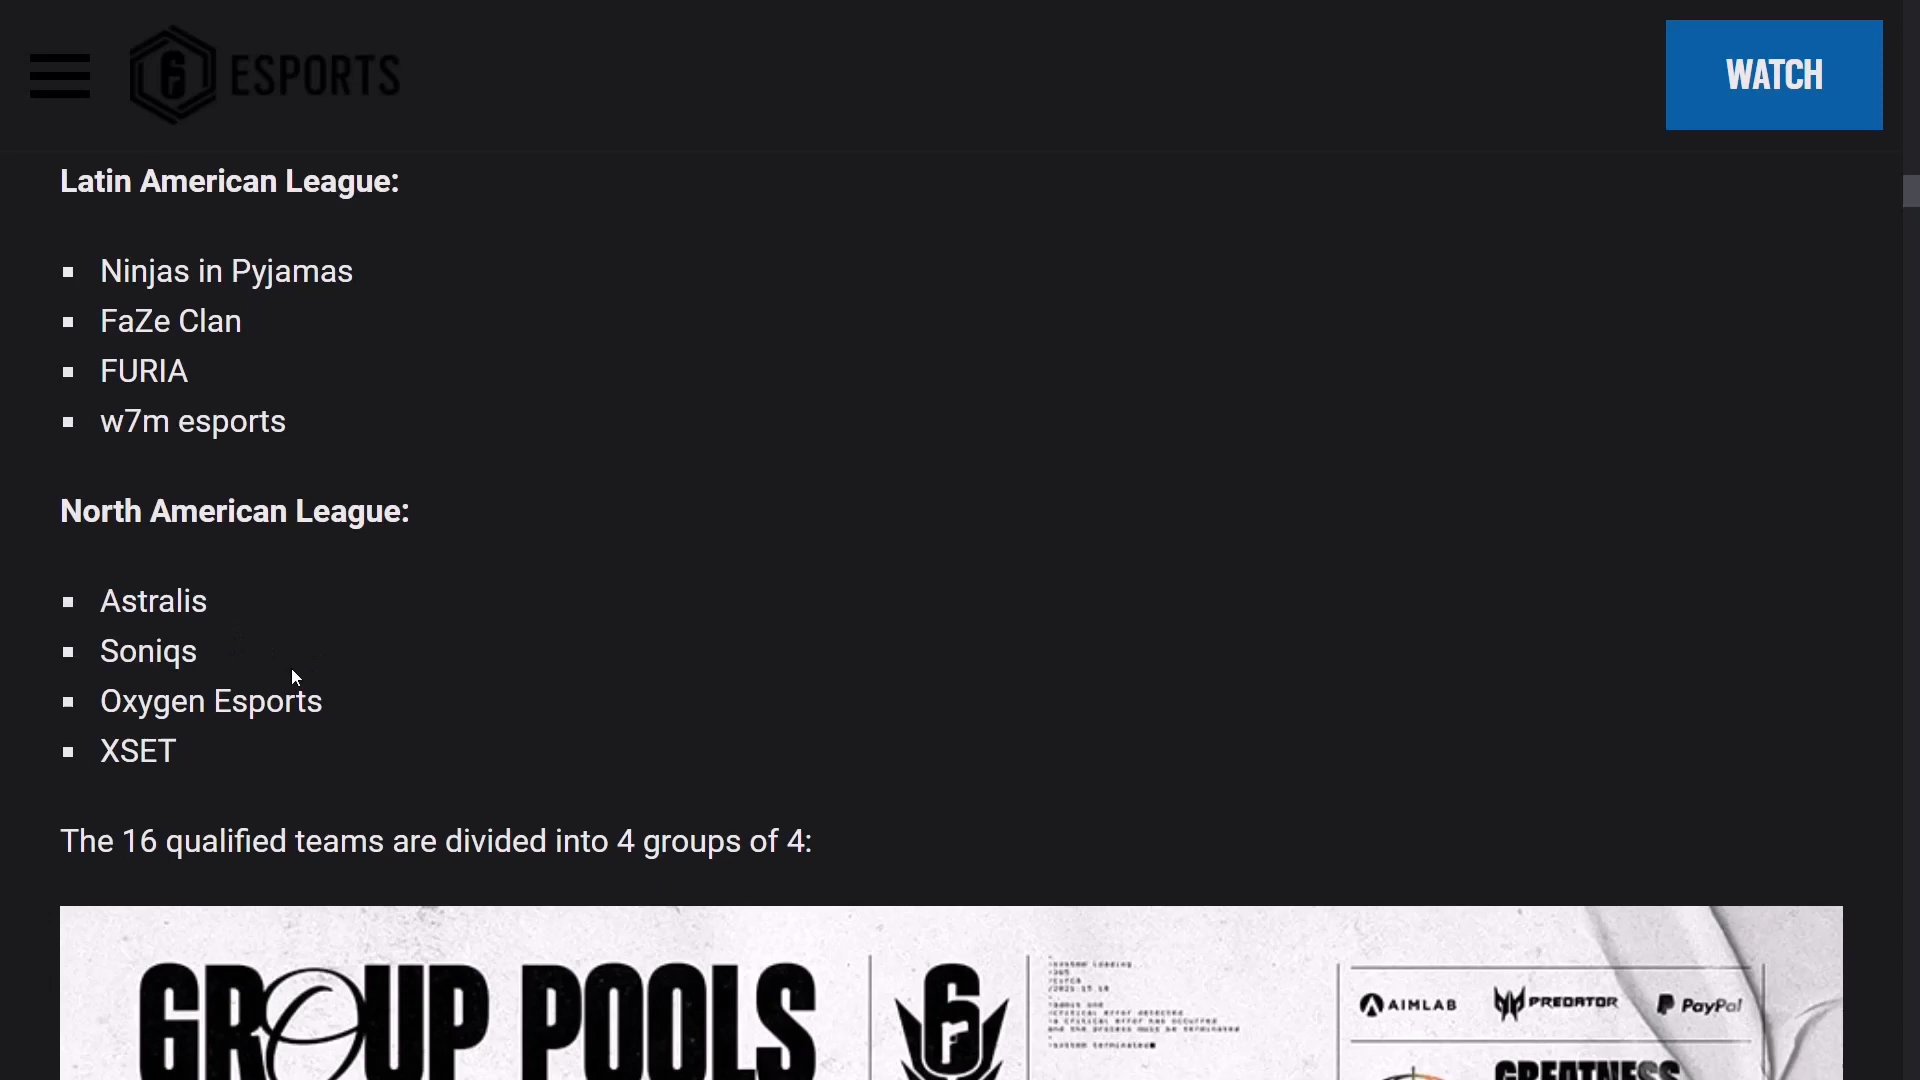 ESPORTS
WATCH
Latin American League:
Ninjas in Pyjamas
FaZe Clan
FURIA
w7m esports
North American League:
Astralis
Soniqs
Oxygen Esports
XSET
The 16 qualified teams are divided into 4 groups of 4:
GROUP POOLS
AIMLAB
PREDATOR
PayPal
GREATNESS